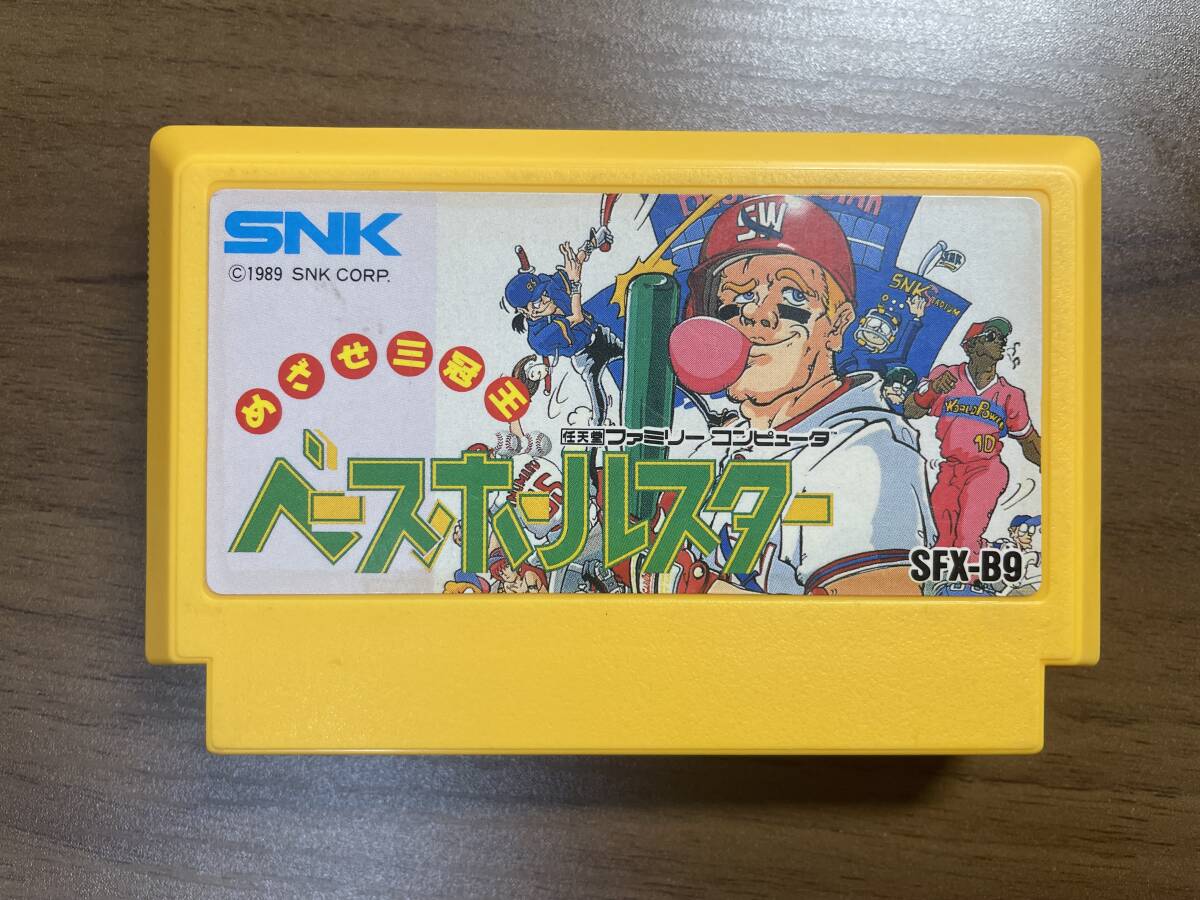 SNK
©1989 SNK CORP.
めざせ三冠王
任天堂 ファミリーコンピュータ™
ベースボールスター
SFX-B9
SW
SNK
STADIUM
WORLD POWER
10